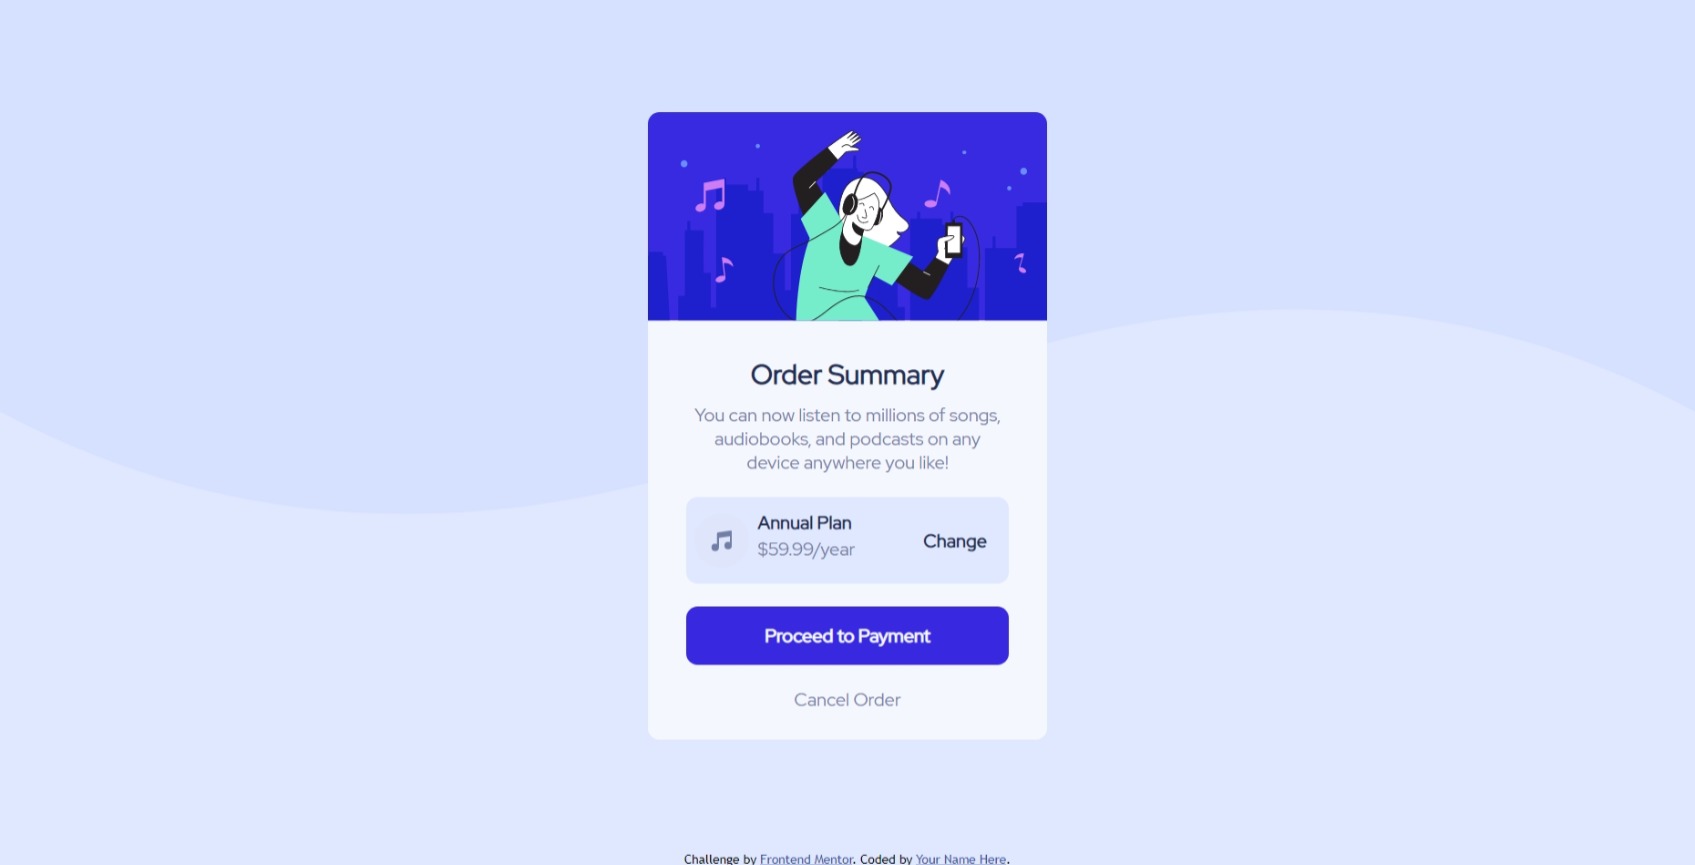 Order Summary
You can now listen to millions of songs,
audiobooks, and podcasts on any
device anywhere you like!
Annual Plan
$59.99/year
Change
Proceed to Payment
Cancel Order
Challenge by Frontend Mentor. Coded by Your Name Here.